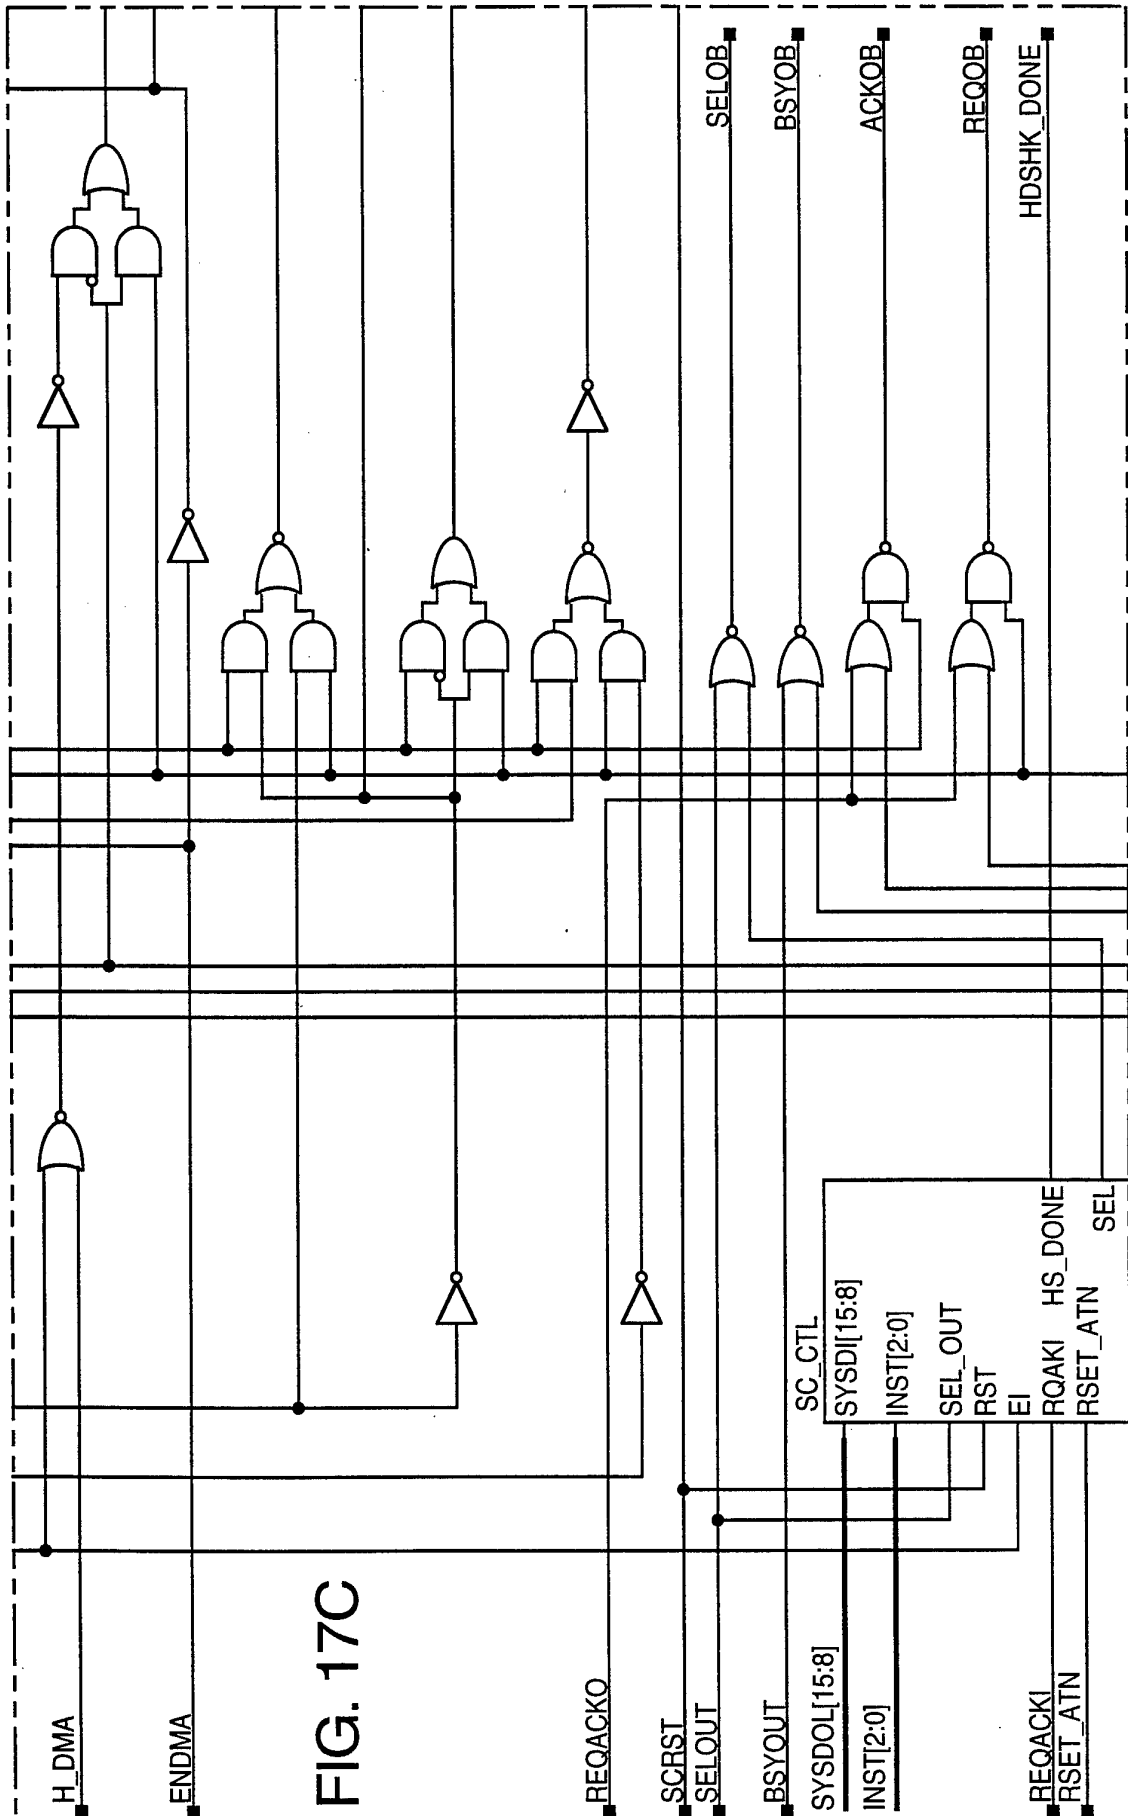 H_DMA
ENDMA
FIG. 17C
REQACKO
SCRST
SELOUT
BSYOUT
SYSDOL[15:8]
INST[2:0]
REQACKI
RSET_ATN
SC_CTL
SYSDI[15:8]
INST[2:0]
SEL_OUT
RST
EI
RQAKI HS_DONE
RSET_ATN
SEL
SELOB
BSYOB
ACKOB
REQOB
HDSHK_DONE